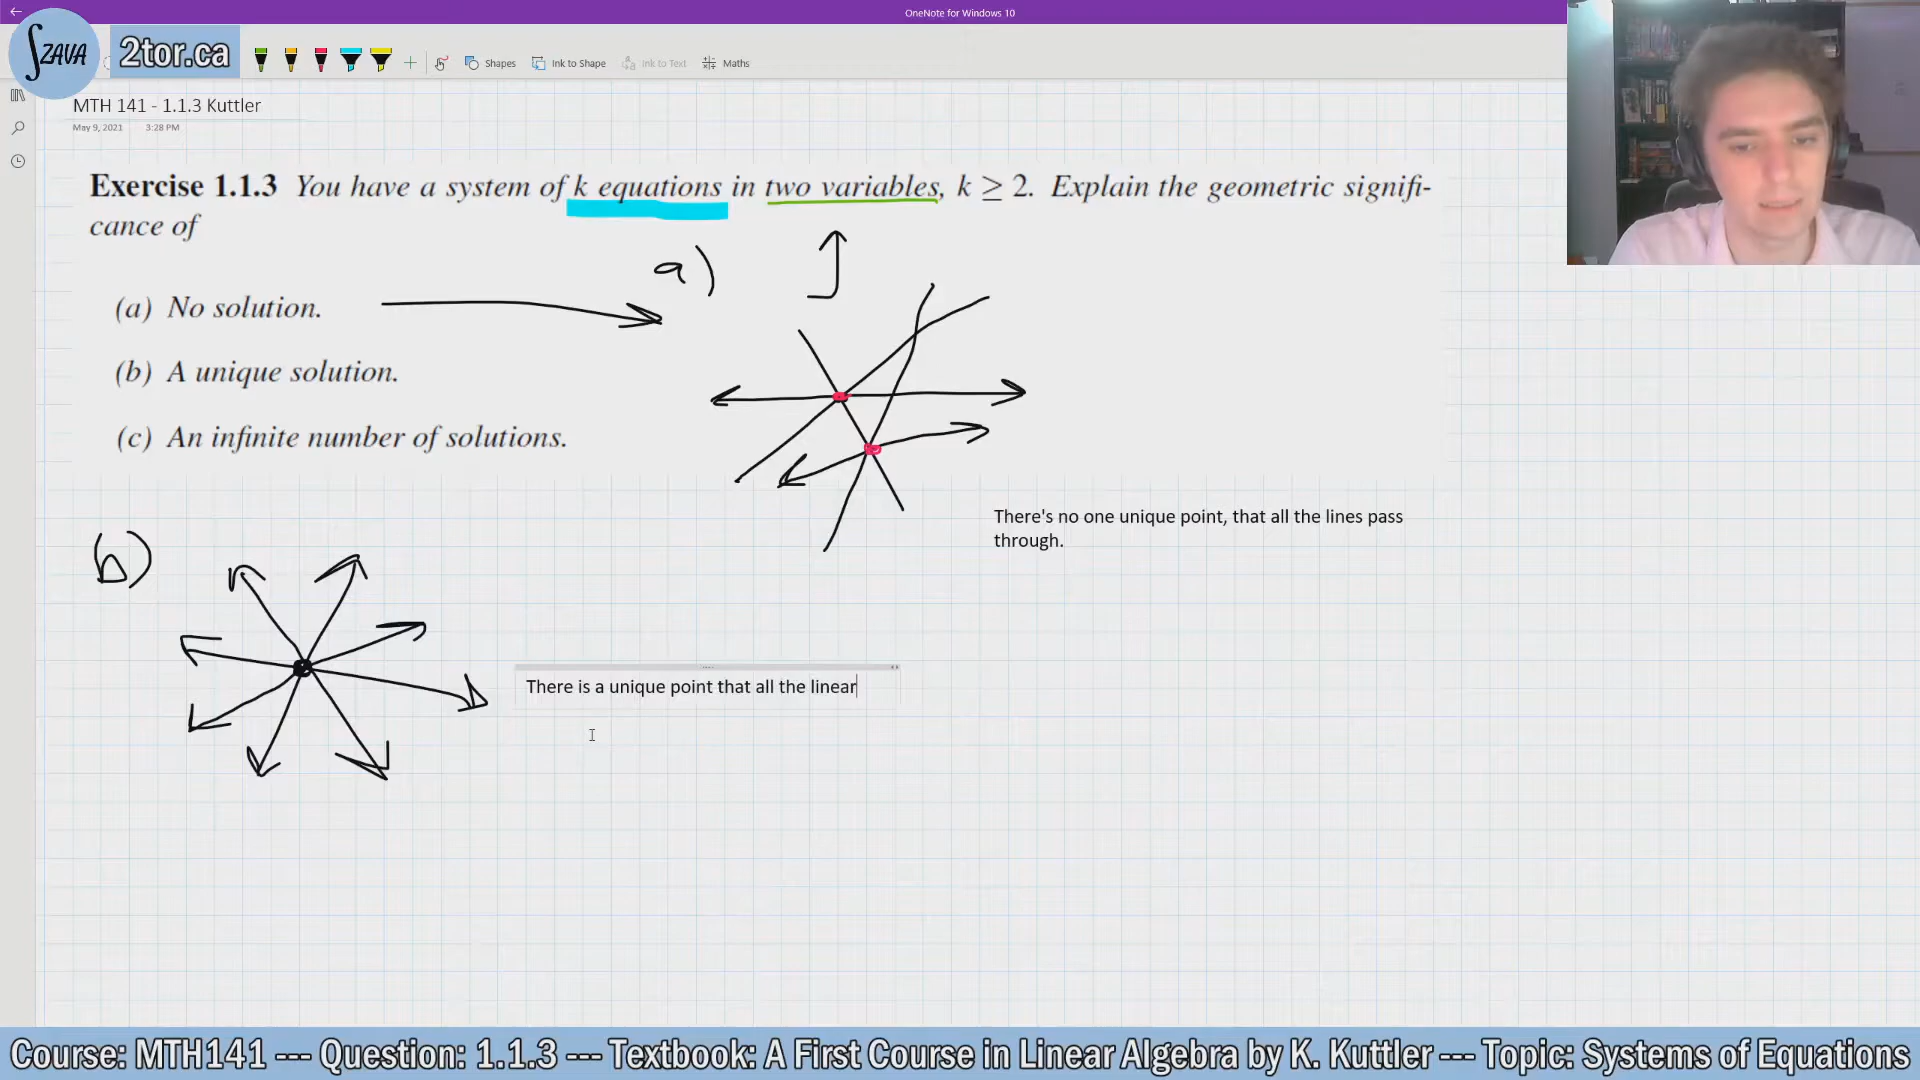 OneNote for Windows 10
∫ZAVA
2tor.ca
Shapes
Ink to Shape
Ink to Text
Maths
MTH 141 - 1.1.3 Kuttler
May 9, 2021 3:28 PM
Exercise 1.1.3 You have a system of k equations in two variables, k ≥ 2. Explain the geometric signifi-
cance of
a)
(a) No solution.
(b) A unique solution.
(c) An infinite number of solutions.
There's no one unique point, that all the lines pass
through.
b)
There is a unique point that all the linear
Course: MTH141 --- Question: 1.1.3 --- Textbook: A First Course in Linear Algebra by K. Kuttler --- Topic: Systems of Equations